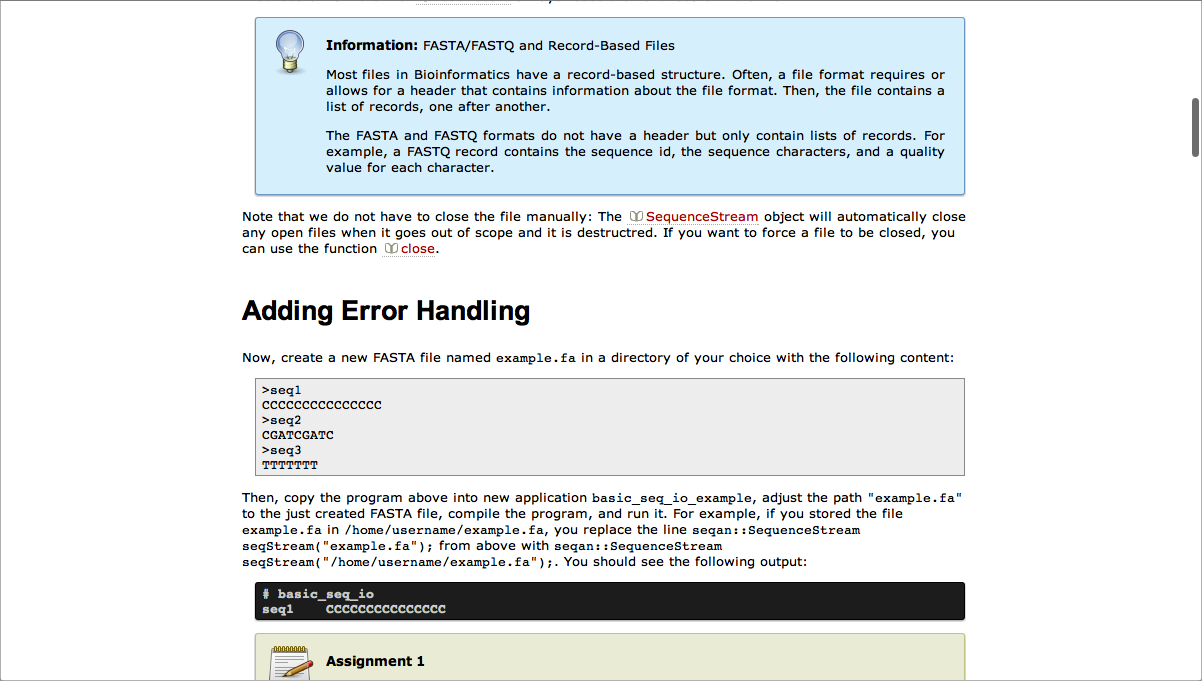 Information: FASTA/FASTQ and Record-Based Files
Most files in Bioinformatics have a record-based structure. Often, a file format requires or
allows for a header that contains information about the file format. Then, the file contains a
list of records, one after another.
The FASTA and FASTQ formats do not have a header but only contain lists of records. For
example, a FASTQ record contains the sequence id, the sequence characters, and a quality
value for each character.
Note that we do not have to close the file manually: The SequenceStream object will automatically close
any open files when it goes out of scope and it is destructred. If you want to force a file to be closed, you
can use the function close.
Adding Error Handling
Now, create a new FASTA file named example.fa in a directory of your choice with the following content:
>seq1
CCCCCCCCCCCCCCC
>seq2
CGATCGATC
>seq3
TTTTTTT
Then, copy the program above into new application basic_seq_io_example, adjust the path "example.fa"
to the just created FASTA file, compile the program, and run it. For example, if you stored the file
example.fa in /home/username/example.fa, you replace the line seqan::SequenceStream
seqStream("example.fa"); from above with seqan::SequenceStream
seqStream("/home/username/example.fa");. You should see the following output:
# basic_seq_io
seq1    CCCCCCCCCCCCCCC
Assignment 1